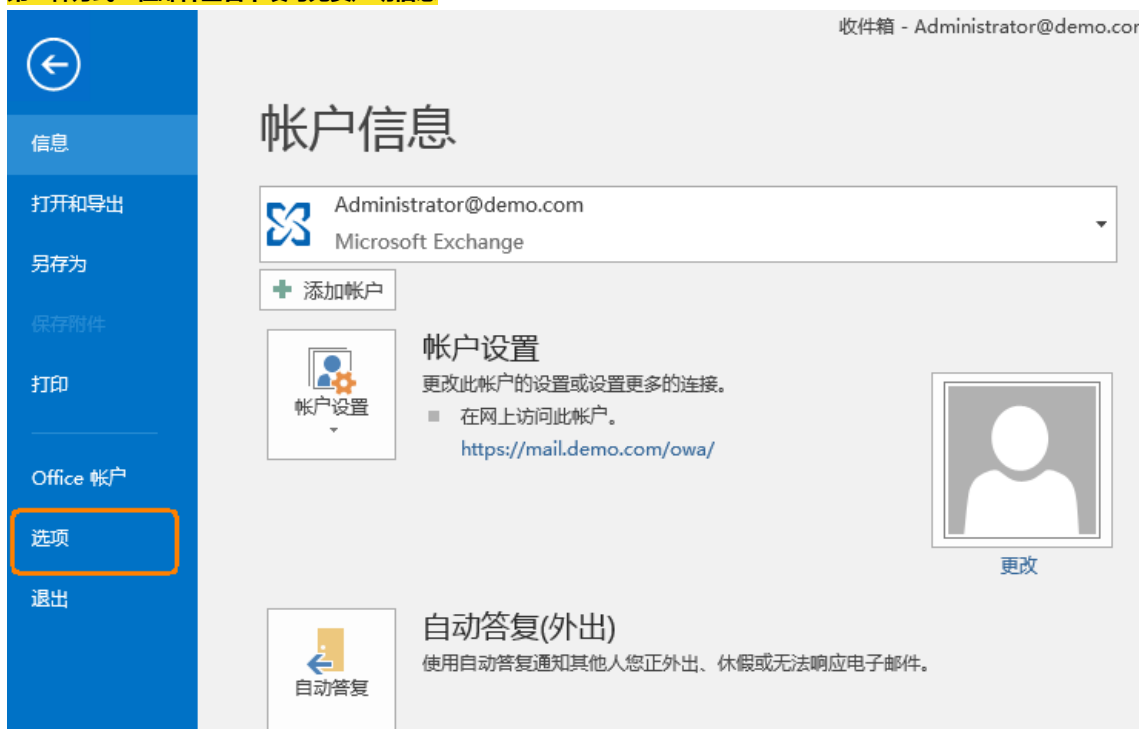 收件箱 - Administrator@demo.cor
帐户信息
信息
打开和导出
另存为
保存附件
打印
Office 帐户
选项
退出
Administrator@demo.com
Microsoft Exchange
添加帐户
帐户设置
帐户设置
更改此帐户的设置或设置更多的连接。
在网上访问此帐户。
https://mail.demo.com/owa/
更改
自动答复
自动答复(外出)
使用自动答复通知其他人您正外出、休假或无法响应电子邮件。